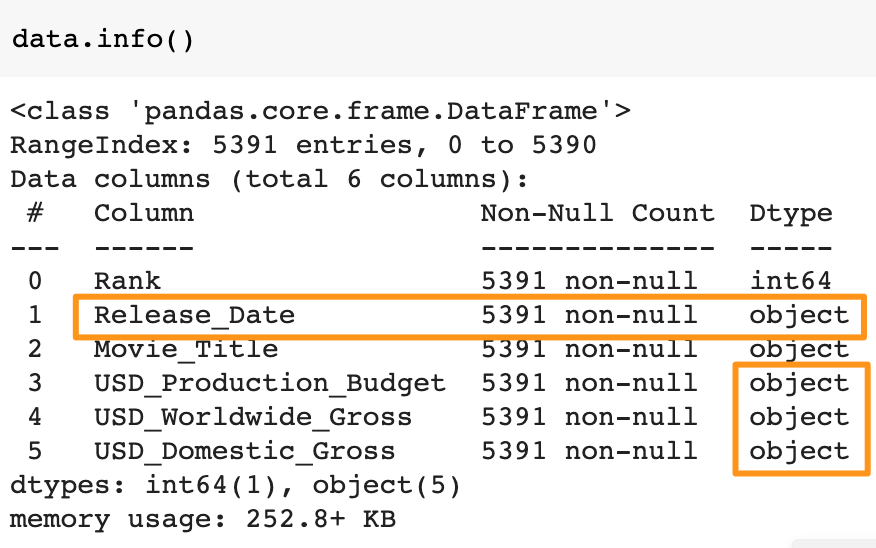 data.info()
<class 'pandas.core.frame.DataFrame'>
RangeIndex: 5391 entries, 0 to 5390
Data columns (total 6 columns):
 #   Column                 Non-Null Count  Dtype
---  ------                 --------------  -----
 0   Rank                   5391 non-null   int64
 1   Release_Date           5391 non-null   object
 2   Movie_Title            5391 non-null   object
 3   USD_Production_Budget  5391 non-null   object
 4   USD_Worldwide_Gross    5391 non-null   object
 5   USD_Domestic_Gross     5391 non-null   object
dtypes: int64(1), object(5)
memory usage: 252.8+ KB